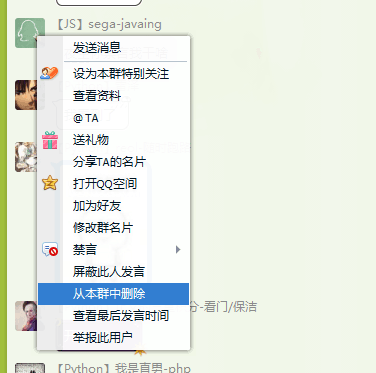 【JS】sega-javaing
发送消息
设为本群特别关注
查看资料
@ TA
送礼物
分享TA的名片
打开QQ空间
加为好友
修改群名片
禁言
屏蔽此人发言
从本群中删除
分-看门/保洁
查看最后发言时间
举报此用户
【Python】我是直男-php